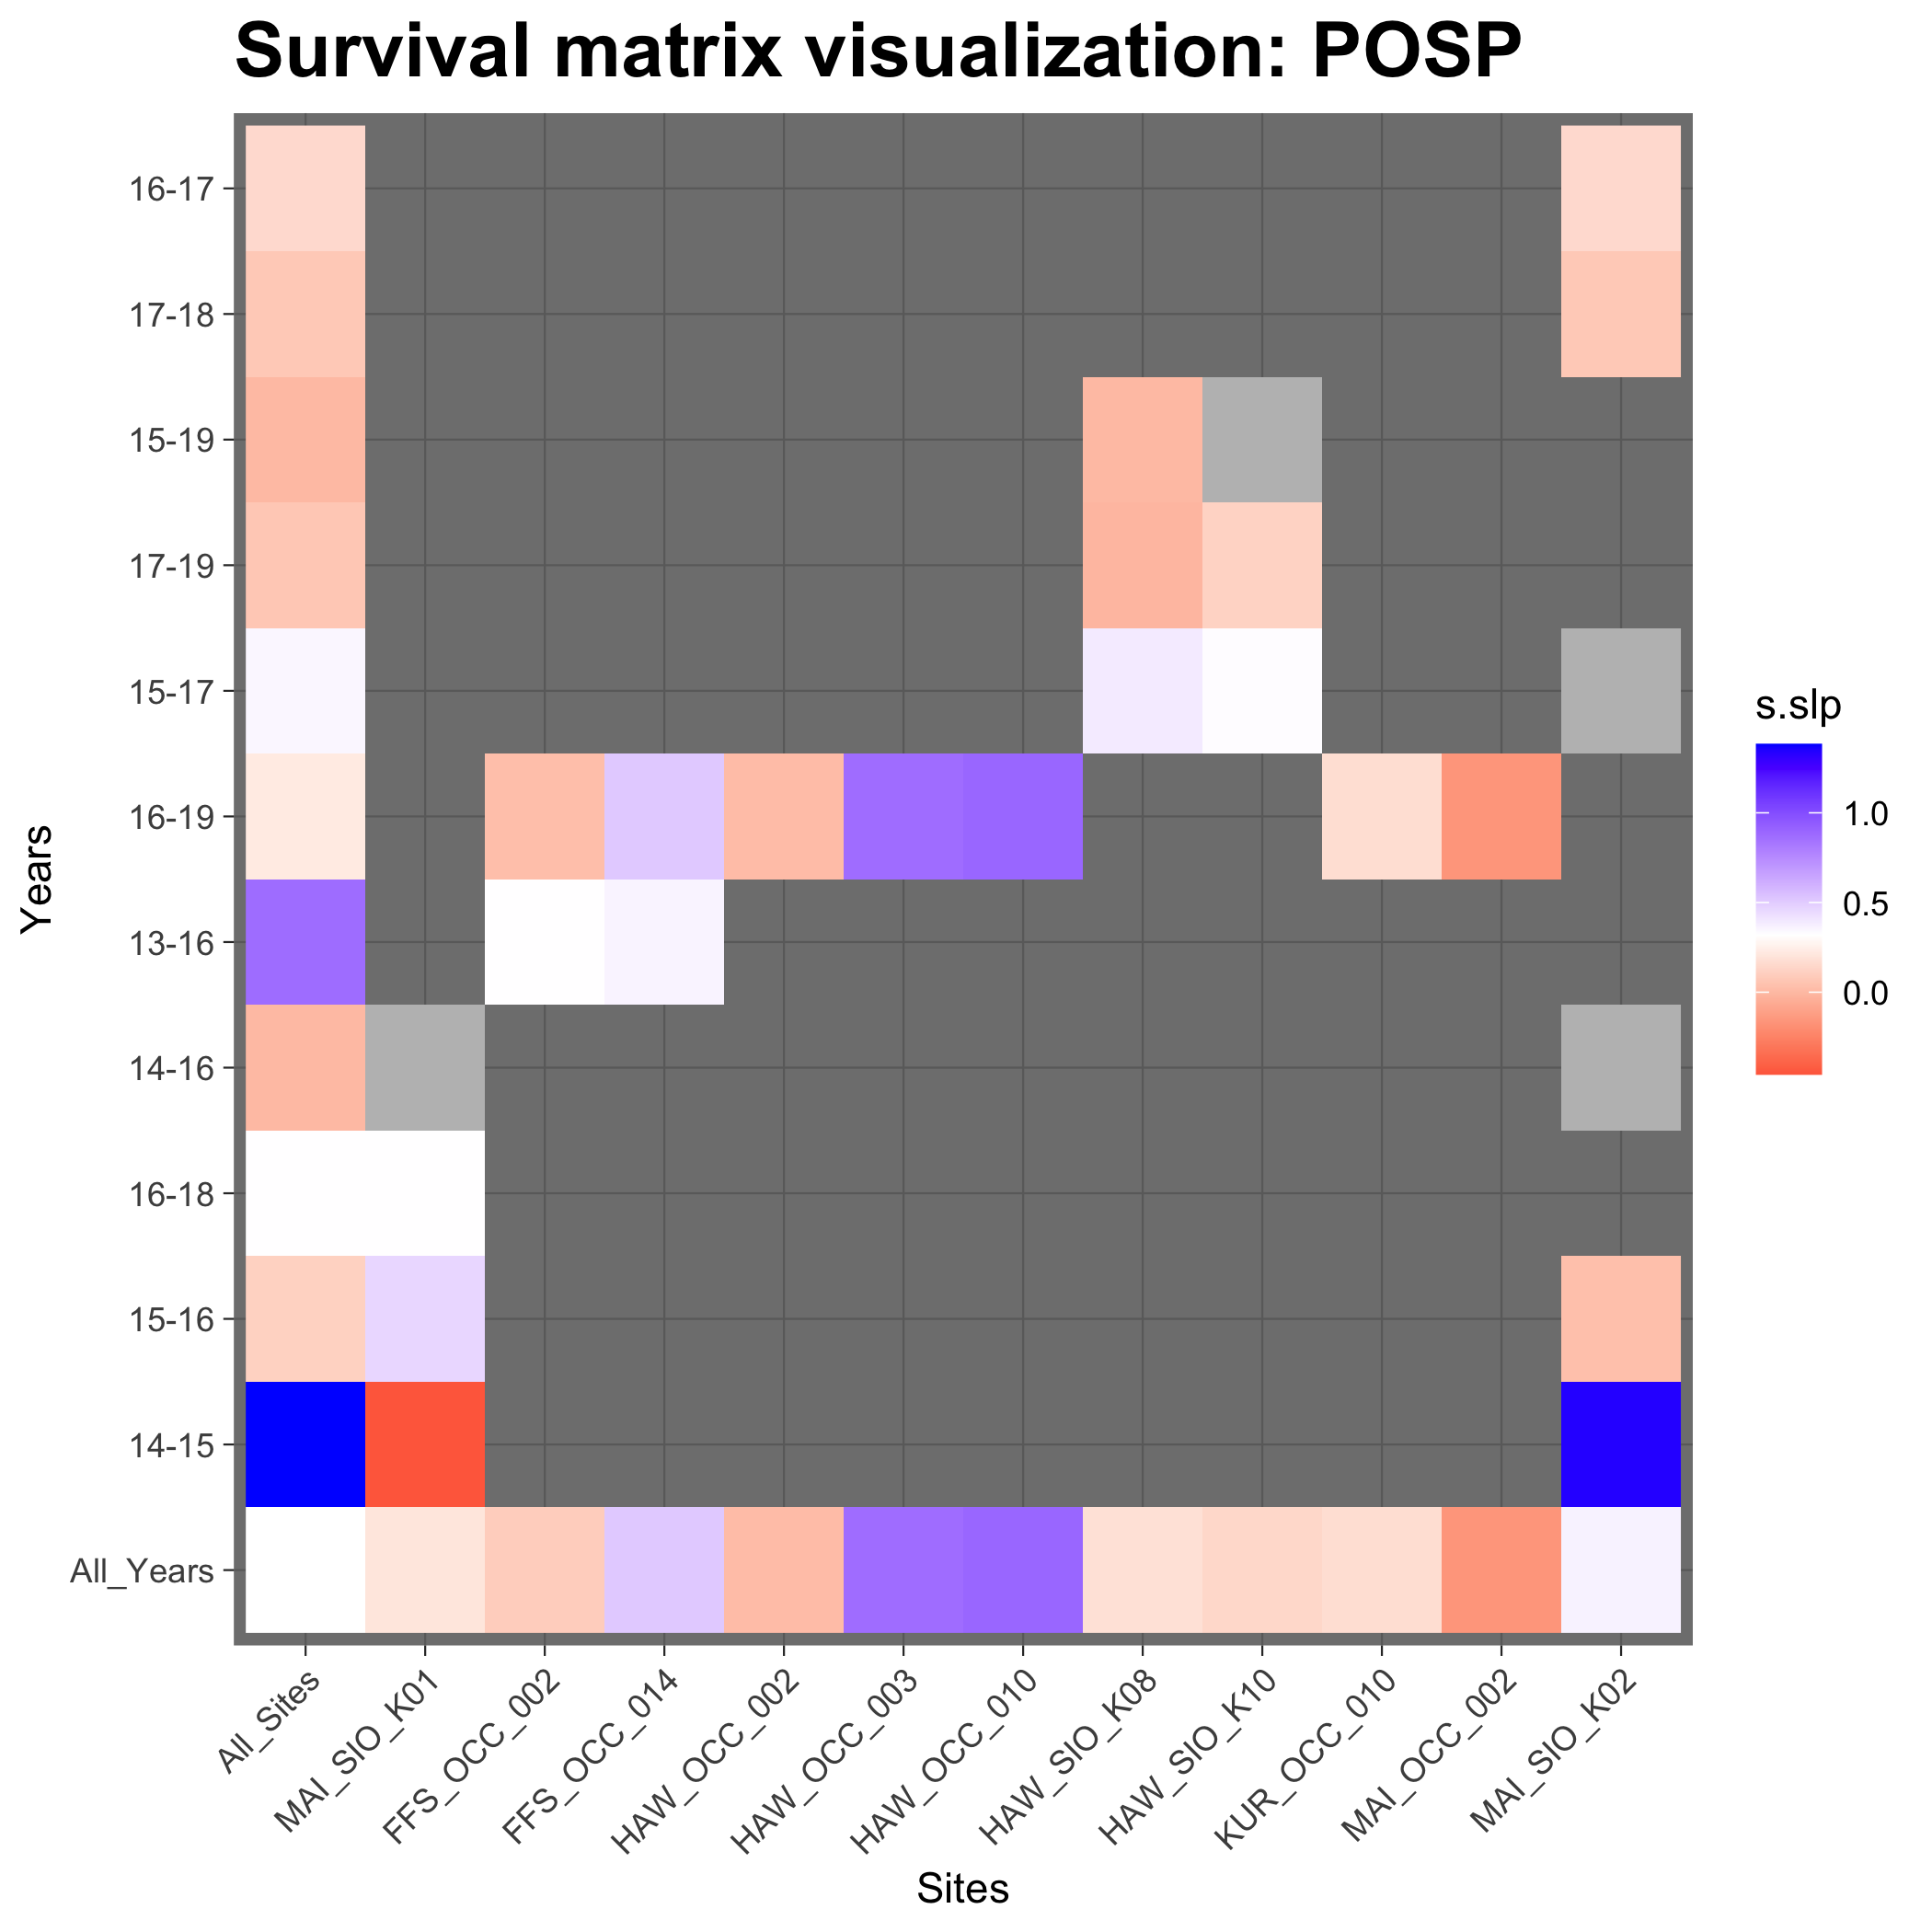 Survival matrix visualization: POSP
16-17
17-18
15-19
17-19
15-17
16-19
13-16
14-16
16-18
15-16
14-15
All_Years
Years
All_Sites
MAI_SIO_K01
FFS_OCC_002
FFS_OCC_014
HAW_OCC_002
HAW_OCC_003
HAW_OCC_010
HAW_SIO_K08
HAW_SIO_K10
KUR_OCC_010
MAI_OCC_002
MAI_SIO_K02
Sites
s.slp
1.0
0.5
0.0